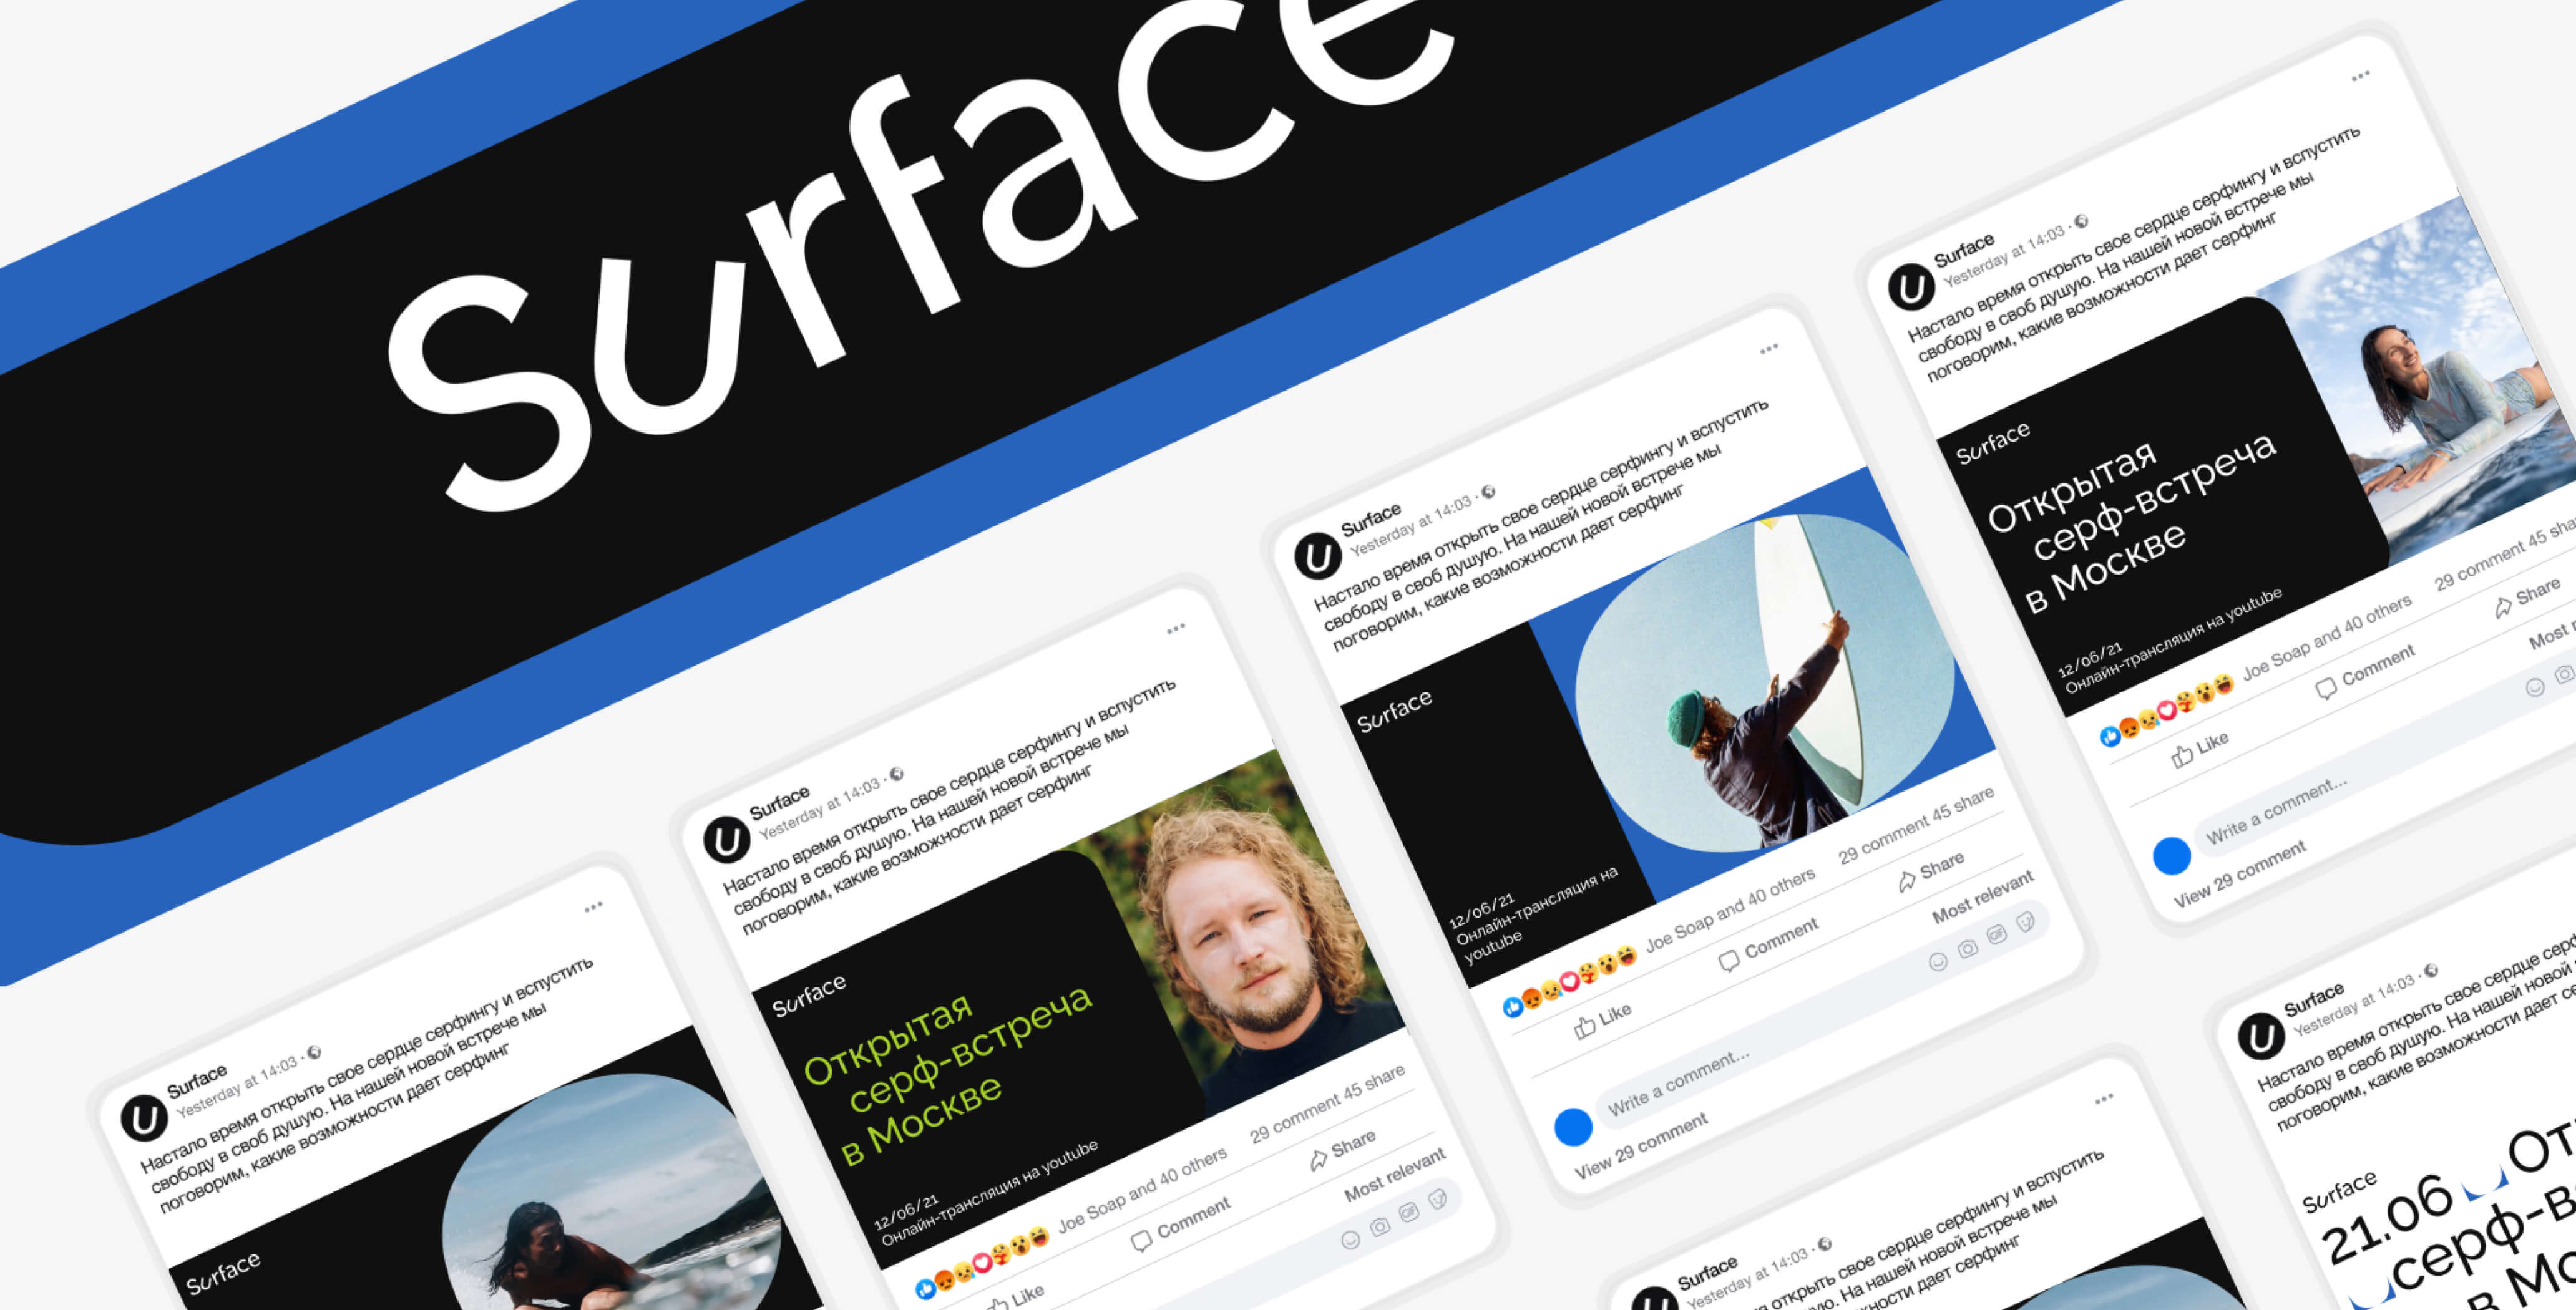 Surface
Surface
Yesterday at 14:03 ·
Настало время открыть свое сердце серфингу и вспустить
свободу в своб душую. На нашей новой встрече мы
поговорим, какие возможности дает серфинг
Surface
Surface
Yesterday at 14:03 ·
Настало время открыть свое сердце серфингу и вспустить
свободу в своб душую. На нашей новой встрече мы
поговорим, какие возможности дает серфинг
Surface
Открытая
серф-встреча
в Москве
12/06/21
Онлайн-трансляция на youtube
Joe Soap and 40 others
29 comment 45 share
Like
Comment
Share
Most relevant
Surface
Yesterday at 14:03 ·
Настало время открыть свое сердце серфингу и вспустить
свободу в своб душую. На нашей новой встрече мы
поговорим, какие возможности дает серфинг
Surface
12/06/21
Онлайн-трансляция на
youtube
Joe Soap and 40 others
29 comment 45 share
Like
Comment
Share
Most relevant
Write a comment...
View 29 comment
Surface
Yesterday at 14:03 ·
Настало время открыть свое сердце серфингу и вспустить
свободу в своб душую. На нашей новой встрече мы
поговорим, какие возможности дает серфинг
Surface
Открытая
серф-встреча
в Москве
12/06/21
Онлайн-трансляция на youtube
Joe Soap and 40 others
29 comment 45
Like
Comment
Share
Most
Write a comment...
View 29 comment
Surface
Yesterday at 14:03 ·
время открыть свое сердце серфингу и вспустить
На нашей новой встрече мы
дает серфинг
Surface
Yesterday at 14:03 ·
Настало время открыть свое сердце
свободу в своб душую. На нашей новой
поговорим, какие возможности дает
Surface
21.06
серф-
в